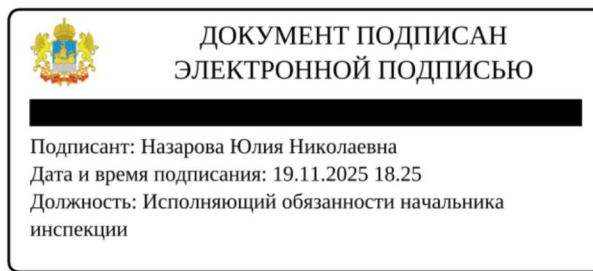 ДОКУМЕНТ ПОДПИСАН
ЭЛЕКТРОННОЙ ПОДПИСЬЮ
Подписант: Назарова Юлия Николаевна
Дата и время подписания: 19.11.2025 18.25
Должность: Исполняющий обязанности начальника
инспекции